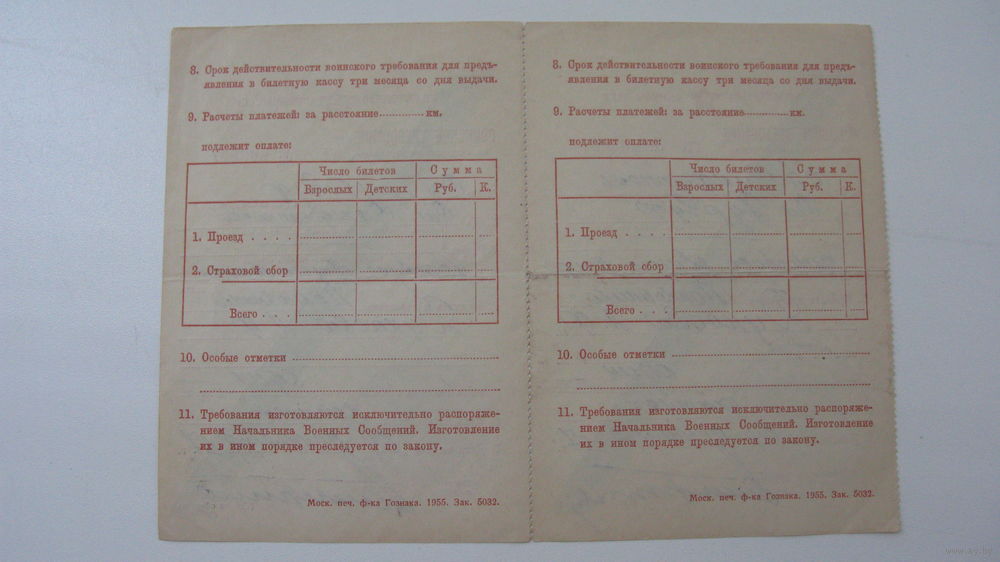 8. Срок действительности воинского требования для предъ-
явления в билетную кассу три месяца со дня выдачи.
9. Расчеты платежей: за расстояние............км.
подлежит оплате:
Число билетов Сумма
Взрослых Детских Руб. К.
1. Проезд . . . .
2. Страховой сбор
Всего . . .
10. Особые отметки
11. Требования изготовляются исключительно распоряже-
нием Начальника Военных Сообщений. Изготовление
их в ином порядке преследуется по закону.
Моск. печ. ф-ка Гознака. 1955. Зак. 5032.
8. Срок действительности воинского требования для предъ-
явления в билетную кассу три месяца со дня выдачи.
9. Расчеты платежей: за расстояние............км.
подлежит оплате:
Число билетов Сумма
Взрослых Детских Руб. К.
1. Проезд . . . .
2. Страховой сбор
Всего . . .
10. Особые отметки
11. Требования изготовляются исключительно распоряже-
нием Начальника Военных Сообщений. Изготовление
их в ином порядке преследуется по закону.
Моск. печ. ф-ка Гознака. 1955. Зак. 5032.
www.ay.by